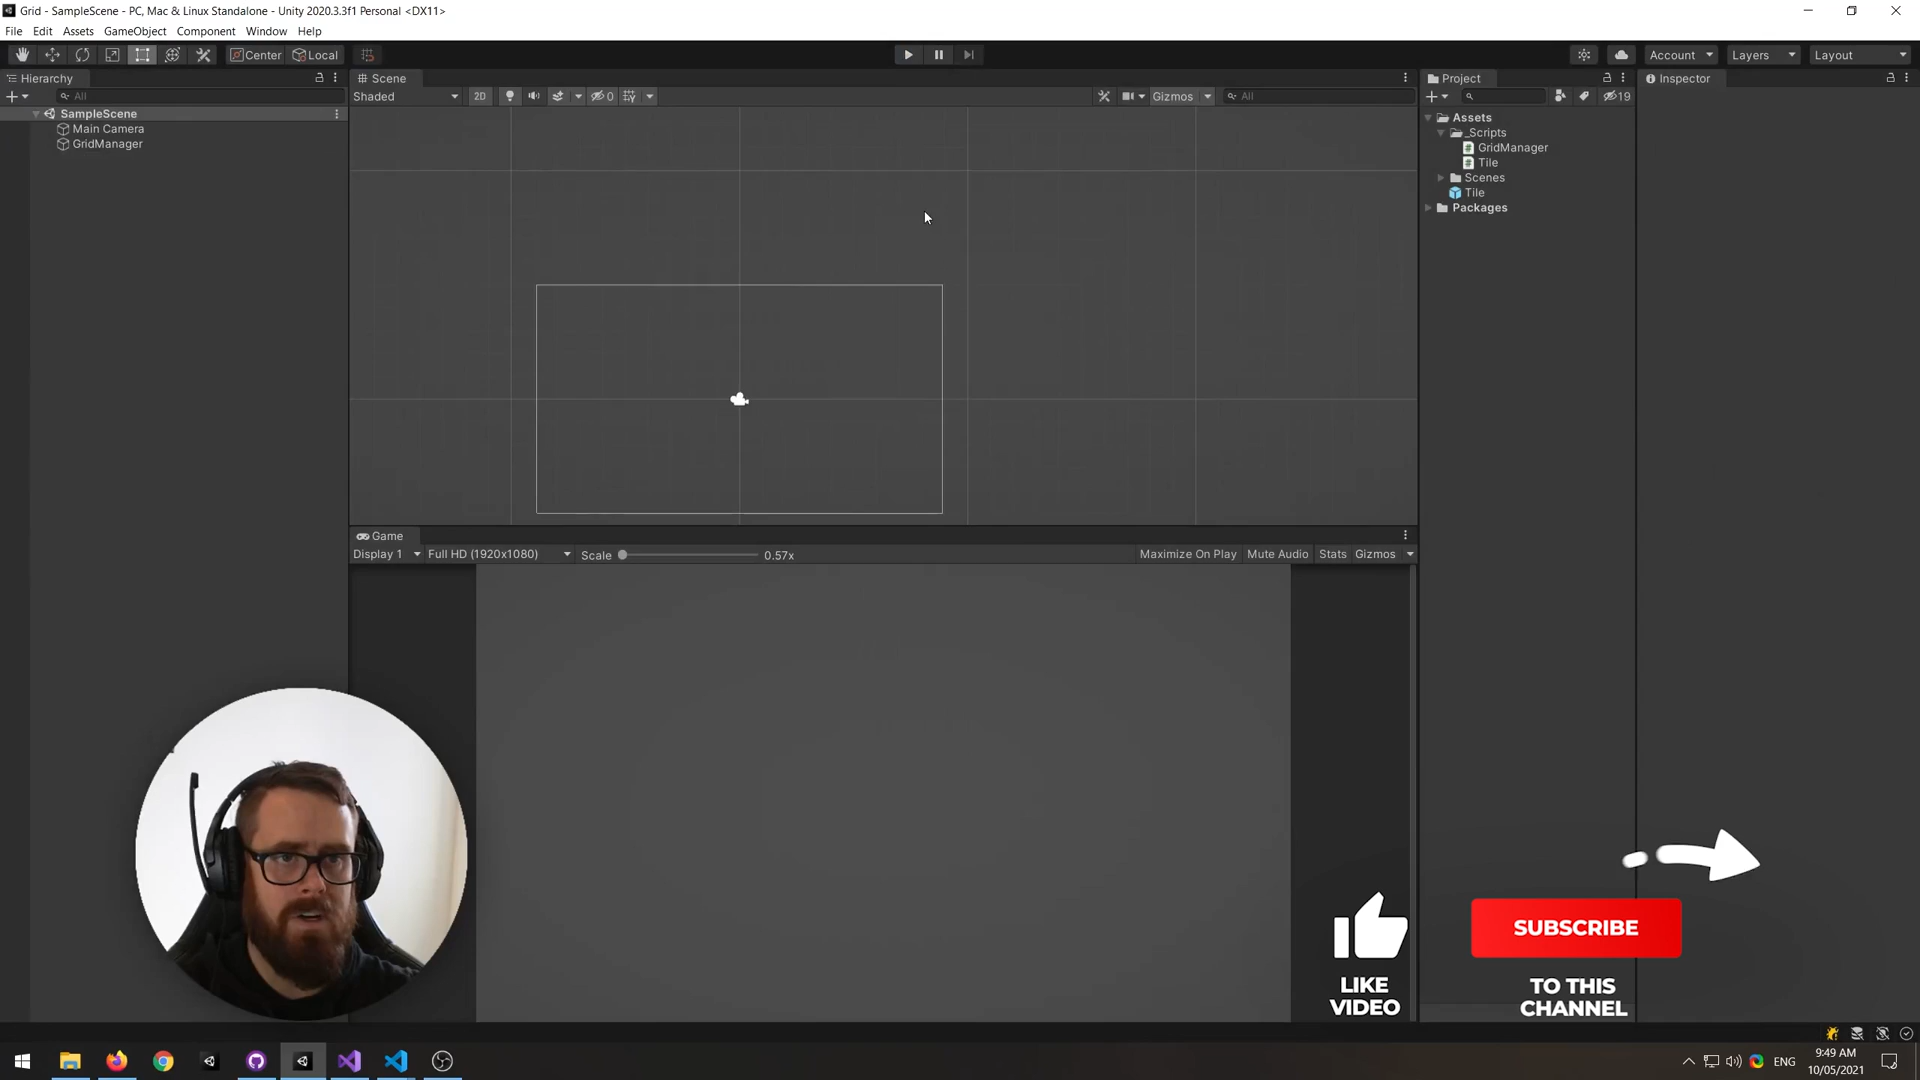 Grid - SampleScene - PC, Mac & Linux Standalone - Unity 2020.3.3f1 Personal <DX11>
File Edit Assets GameObject Component Window Help
Center Local
Account Layers Layout
Hierarchy
All
SampleScene
Main Camera
GridManager
Scene
Shaded 2D 0 Gizmos All
Game
Display 1 Full HD (1920x1080) Scale 0.57x Maximize On Play Mute Audio Stats Gizmos
Project
19
Assets
_Scripts
GridManager
Tile
Scenes
Tile
Packages
Inspector
LIKE
VIDEO
SUBSCRIBE
TO THIS
CHANNEL
ENG
9:49 AM
10/05/2021